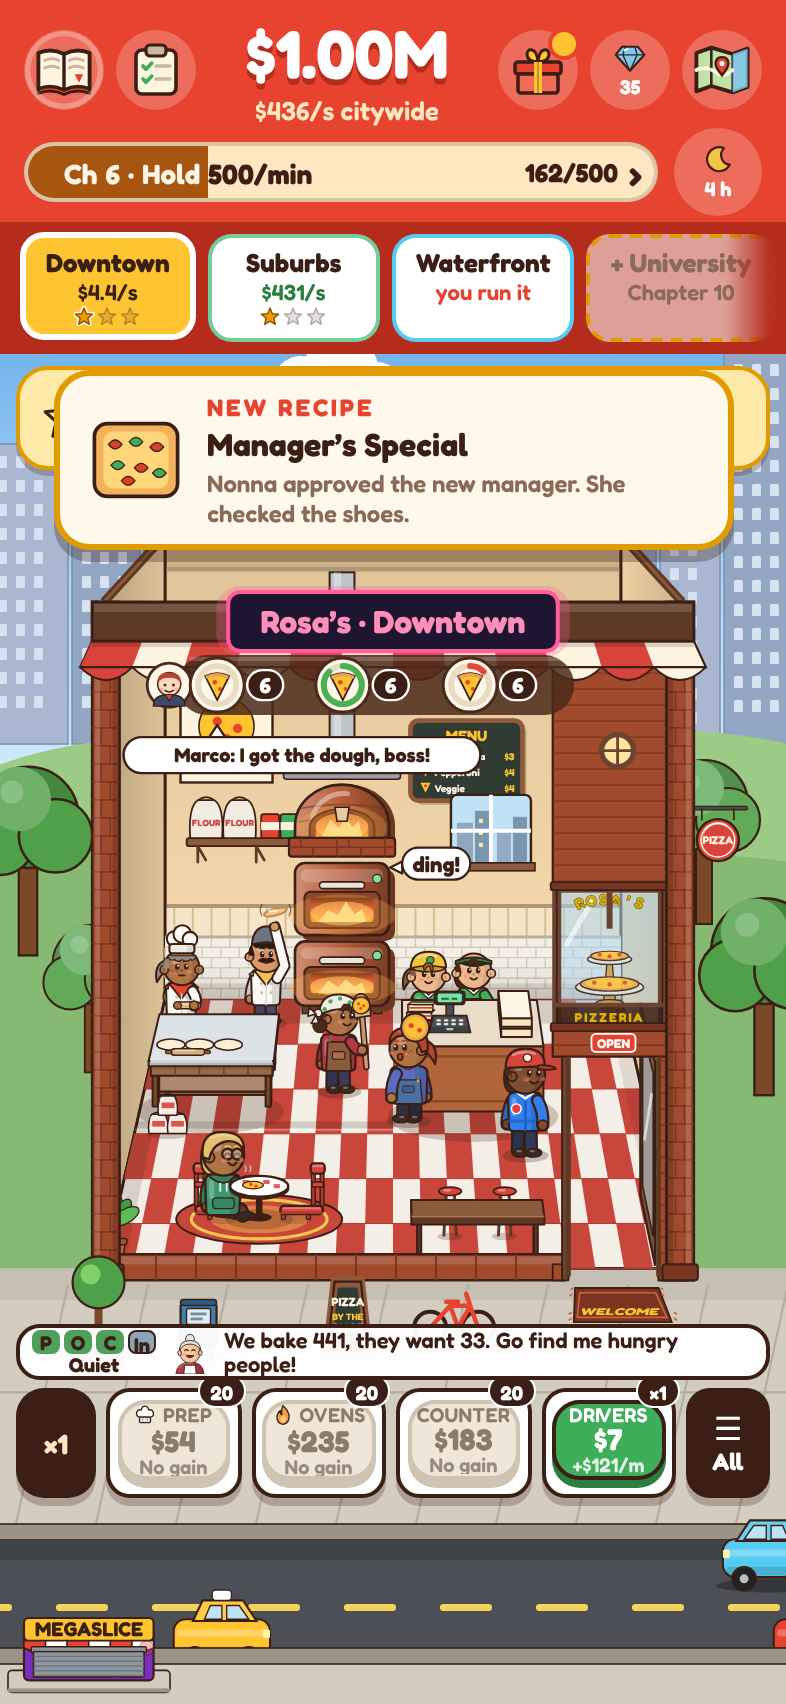 $1.00M
$436/s citywide
35
Ch 6 · Hold 500/min
162/500
4 h
Downtown
$4.4/s
Suburbs
$431/s
Waterfront
you run it
+ University
Chapter 10
NEW RECIPE
Manager's Special
Nonna approved the new manager. She
checked the shoes.
Rosa's · Downtown
6
6
6
MENU
$3
Pepperoni $4
Veggie $4
Marco: I got the dough, boss!
FLOUR FLOUR
ding!
PIZZA
ROSA'S
PIZZERIA
OPEN
PIZZA
BY THE
WELCOME
P O C In
Quiet
We bake 441, they want 33. Go find me hungry
people!
x1
20
PREP
$54
No gain
20
OVENS
$235
No gain
20
COUNTER
$183
No gain
x1
DRIVERS
$7
+$121/m
All
MEGASLICE